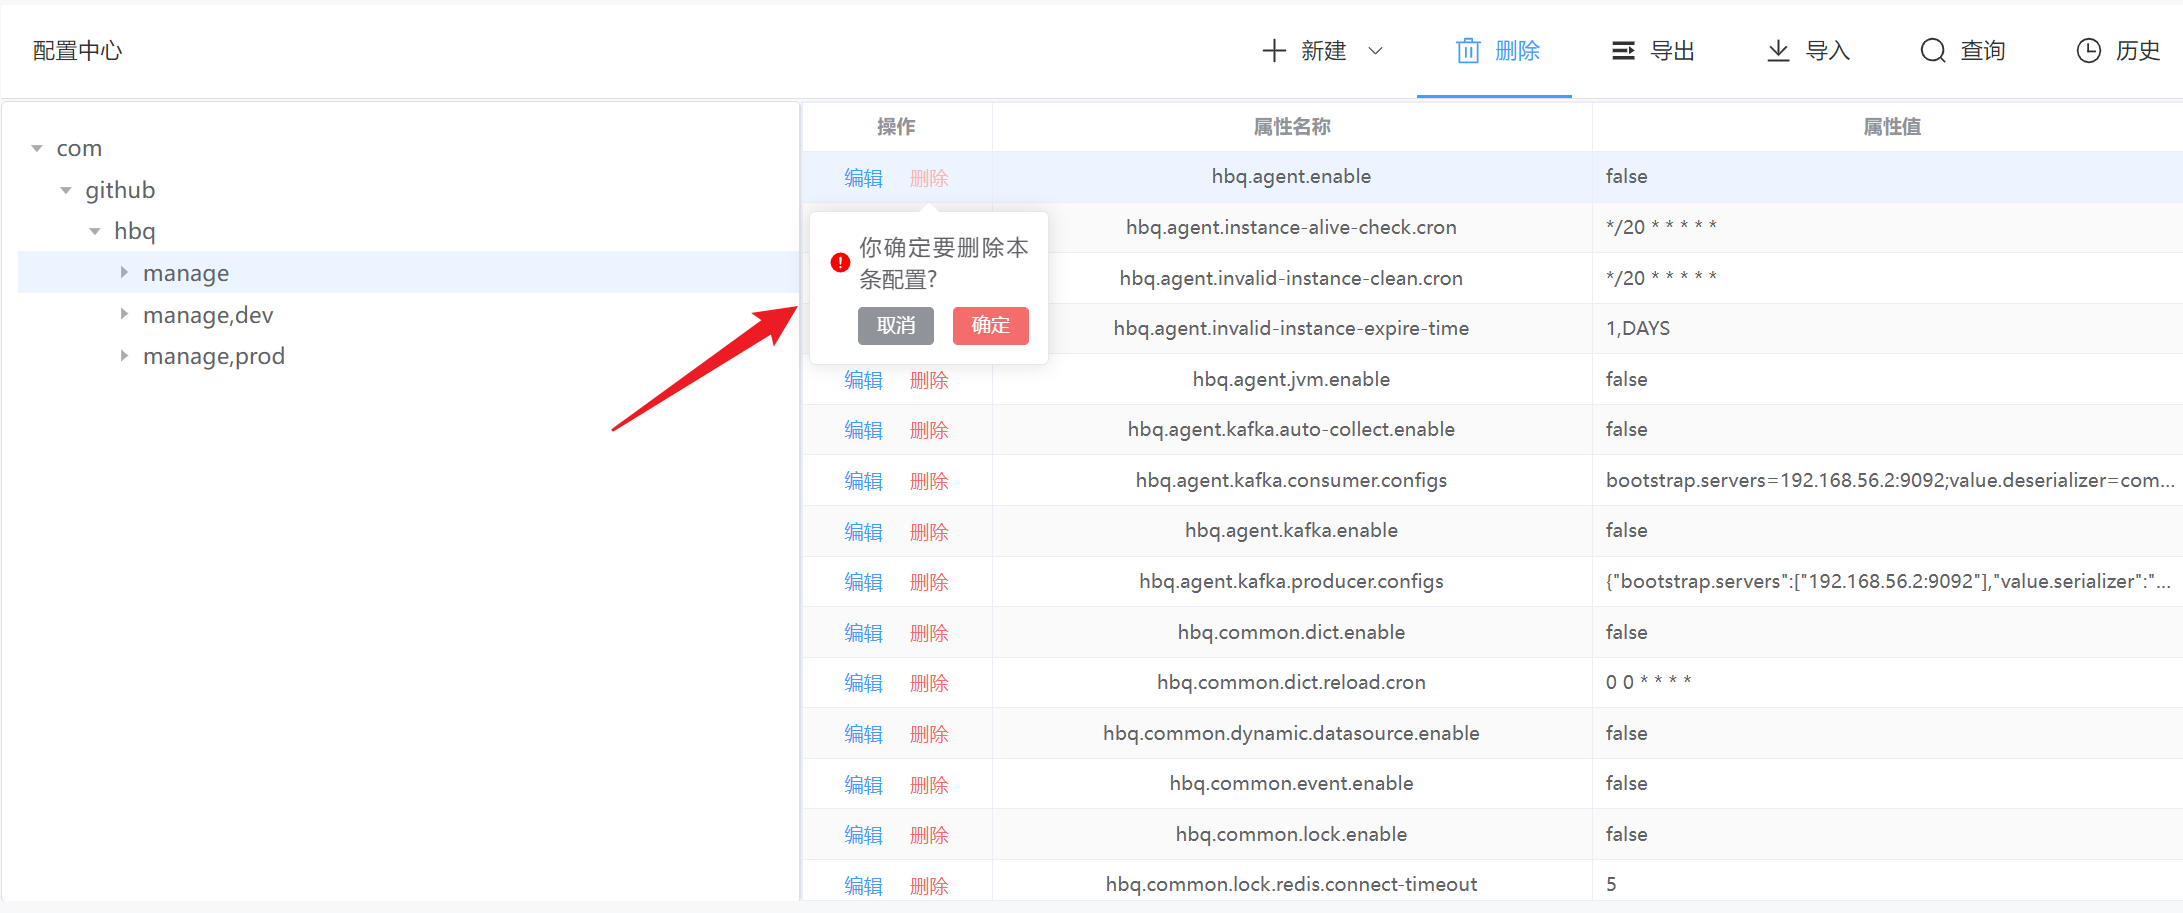 配置中心
新建
删除
导出
导入
查询
历史
com
github
hbq
manage
manage,dev
manage,prod
操作 属性名称 属性值
编辑 删除 hbq.agent.enable false
hbq.agent.instance-alive-check.cron */20 * * * * *
hbq.agent.invalid-instance-clean.cron */20 * * * * *
hbq.agent.invalid-instance-expire-time 1,DAYS
你确定要删除本
条配置?
取消 确定
编辑 删除 hbq.agent.jvm.enable false
编辑 删除 hbq.agent.kafka.auto-collect.enable false
编辑 删除 hbq.agent.kafka.consumer.configs bootstrap.servers=192.168.56.2:9092;value.deserializer=com...
编辑 删除 hbq.agent.kafka.enable false
编辑 删除 hbq.agent.kafka.producer.configs {"bootstrap.servers":["192.168.56.2:9092"],"value.serializer":"...
编辑 删除 hbq.common.dict.enable false
编辑 删除 hbq.common.dict.reload.cron 0 0 * * * *
编辑 删除 hbq.common.dynamic.datasource.enable false
编辑 删除 hbq.common.event.enable false
编辑 删除 hbq.common.lock.enable false
编辑 删除 hbq.common.lock.redis.connect-timeout 5